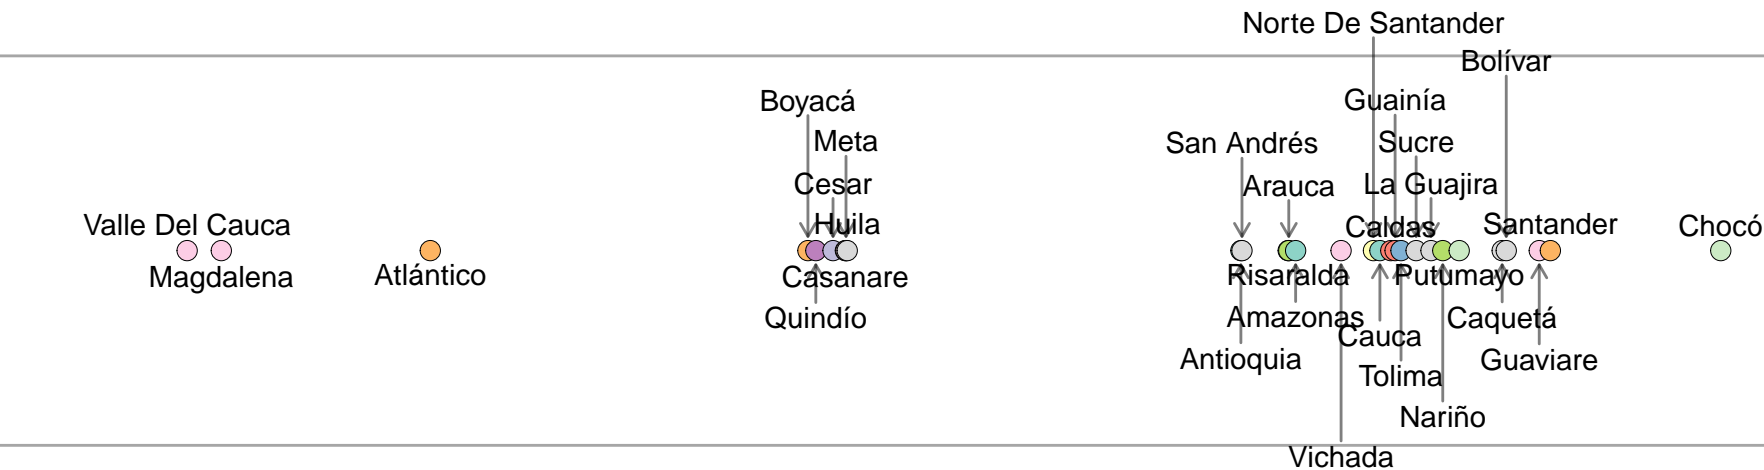 Norte De Santander
Bolívar
Boyacá
Guainía
Meta
San Andrés
Sucre
Cesar
Arauca
La Guajira
Valle Del Cauca
Huila
Caldas
Santander
Chocó
Magdalena
Atlántico
Casanare
Risaralda
Putumayo
Quindío
Amazonas
Caquetá
Cauca
Antioquia
Guaviare
Tolima
Nariño
Vichada